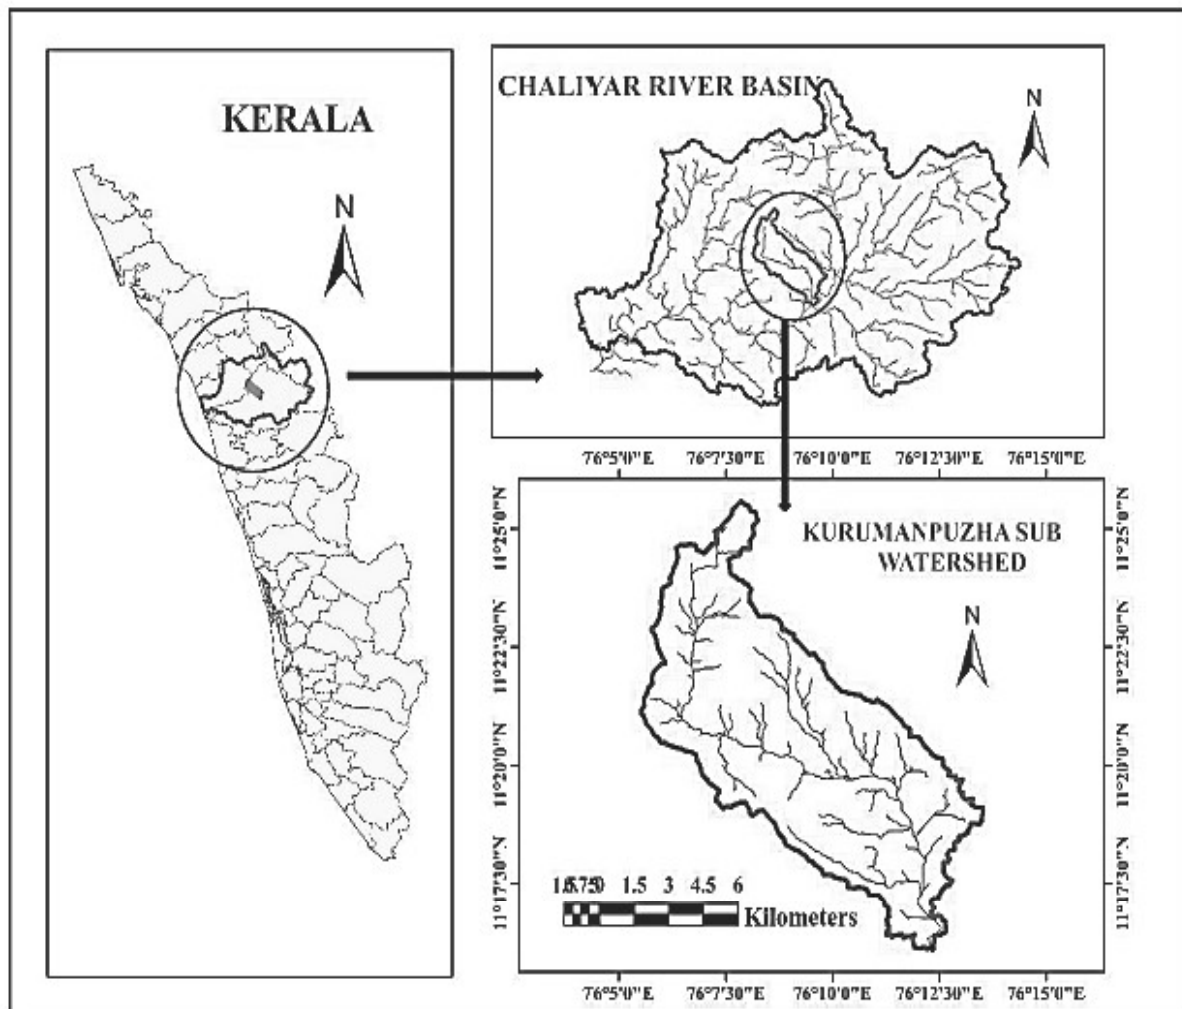 KERALA
N
CHALIYAR RIVER BASIN
N
76°5'0"E 76°7'30"E 76°10'0"E 76°12'30"E 76°15'0"E
KURUMANPUZHA SUB
WATERSHED
N
11°25'0"N
11°22'30"N
11°20'0"N
11°17'30"N
11°25'0"N
11°22'30"N
11°20'0"N
11°17'30"N
0 1.5 3 4.5 6
Kilometers
76°5'0"E 76°7'30"E 76°10'0"E 76°12'30"E 76°15'0"E